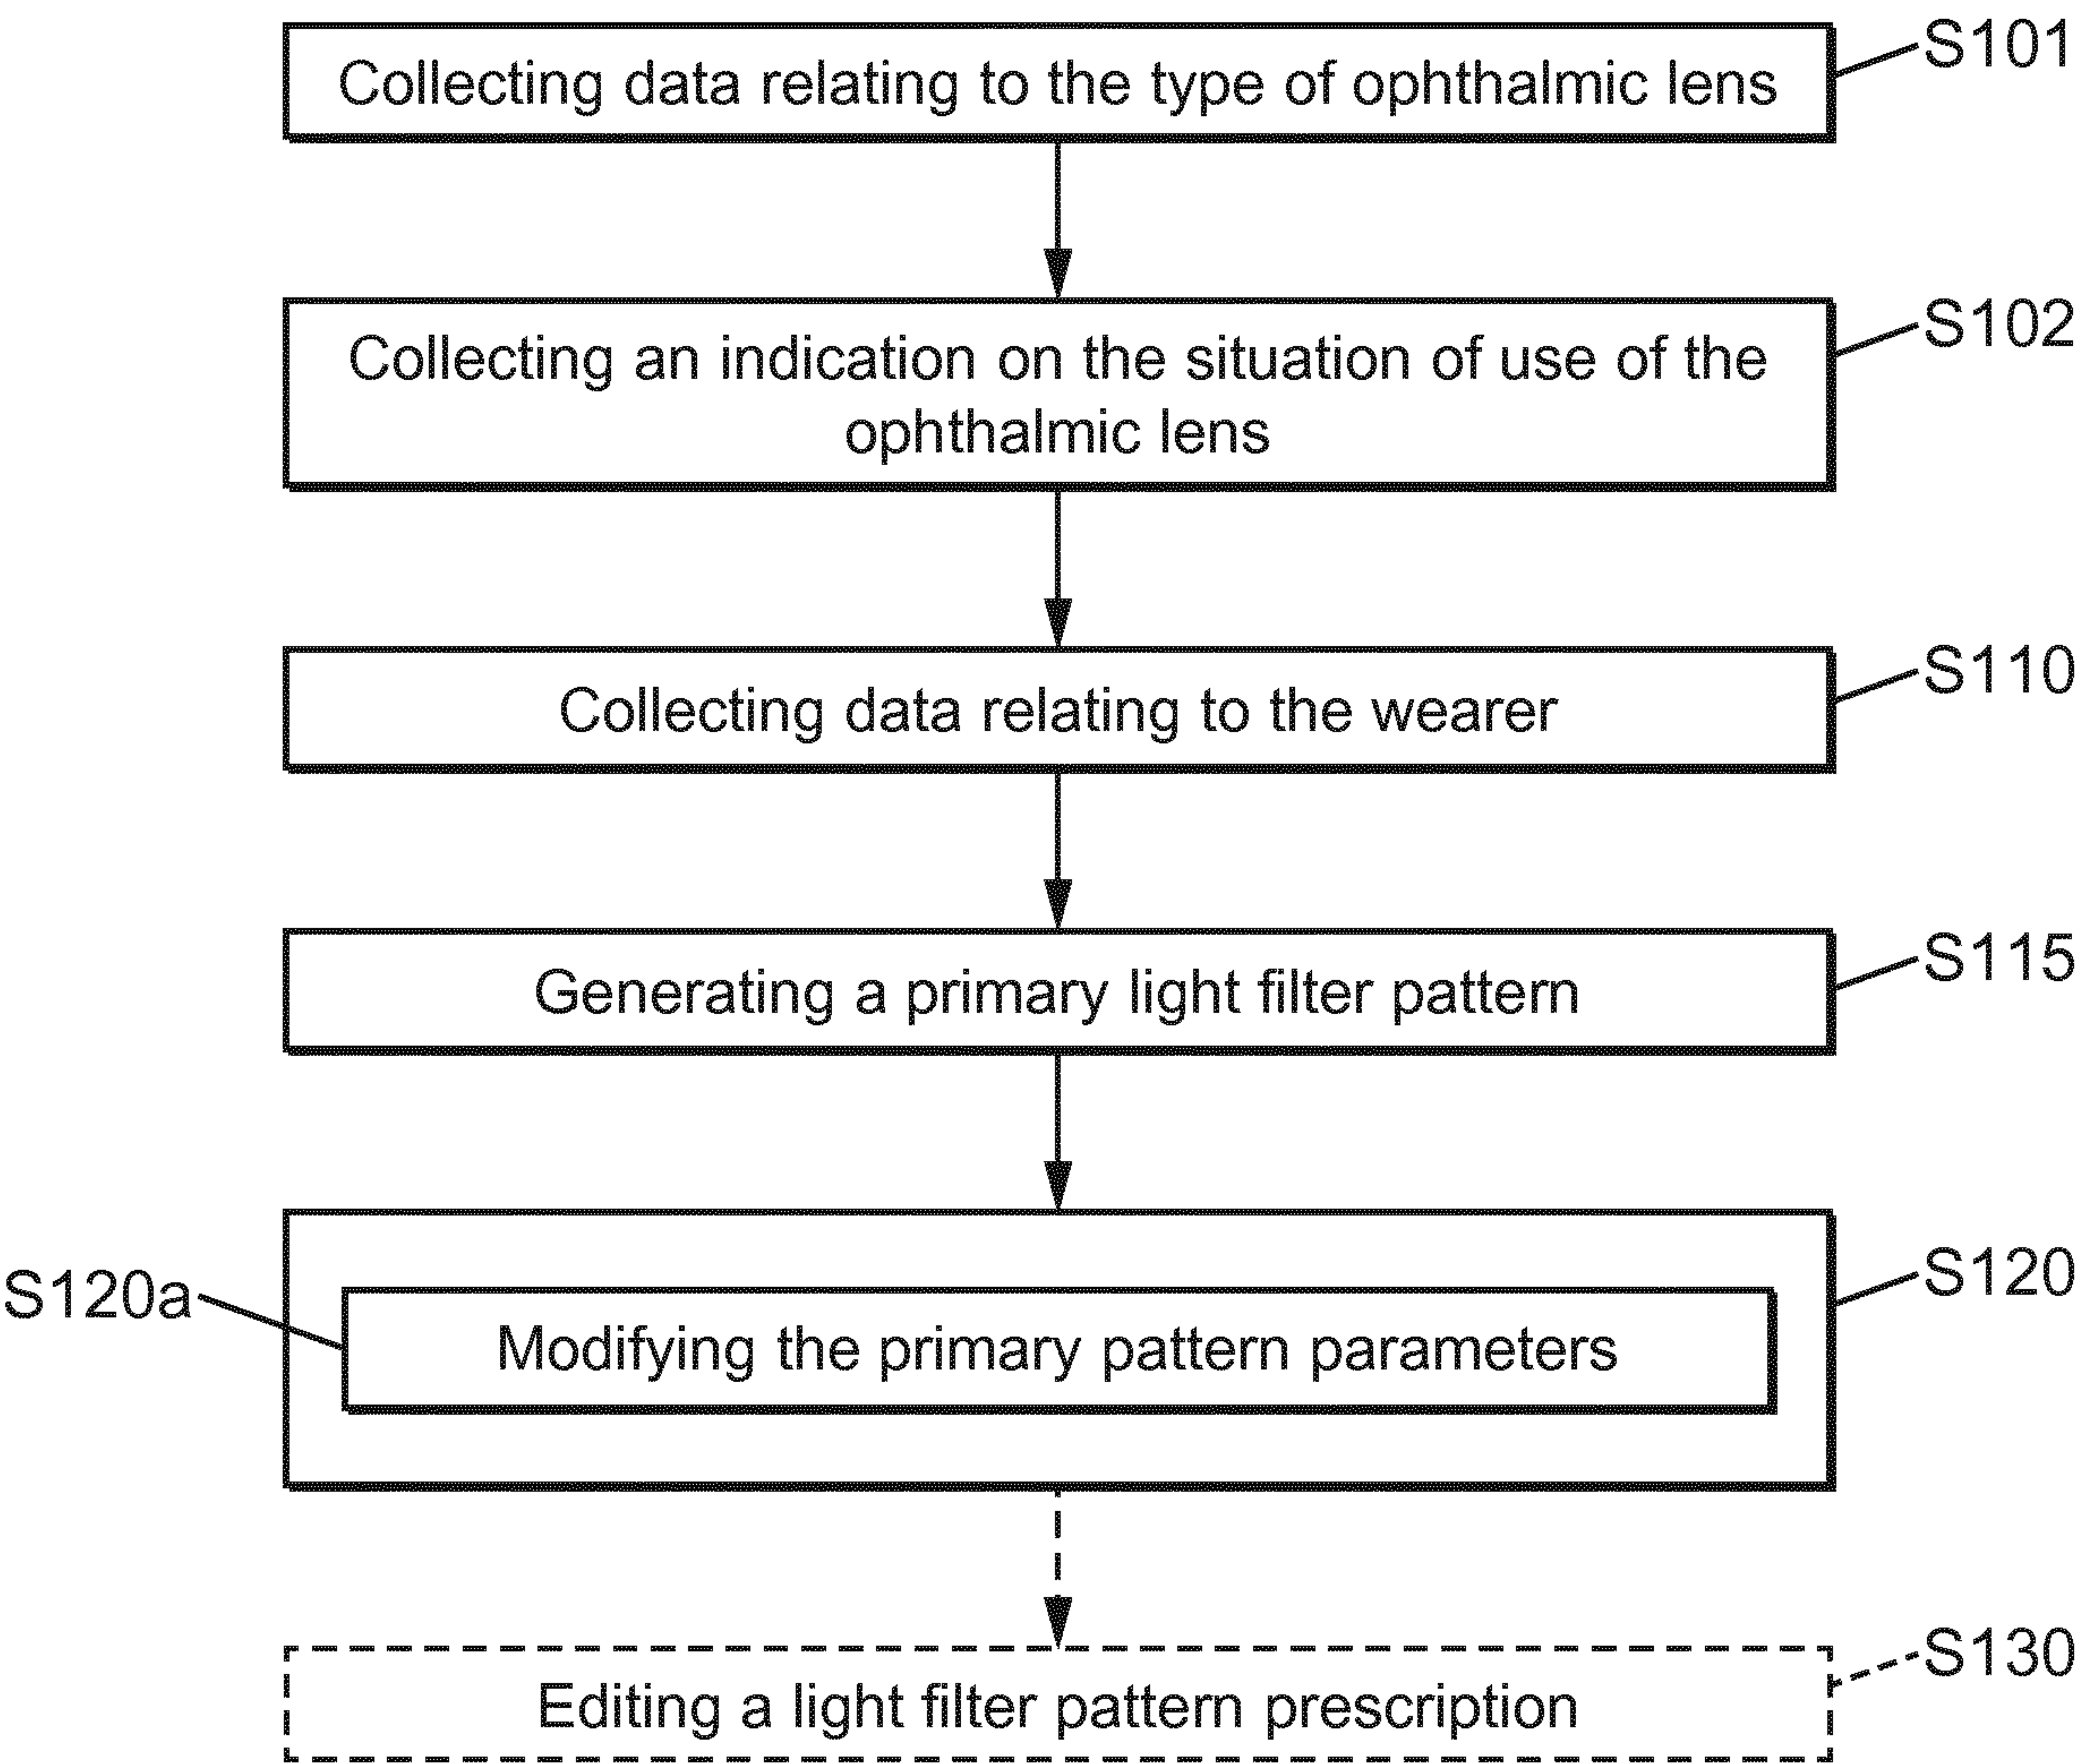 S101
Collecting data relating to the type of ophthalmic lens
S102
Collecting an indication on the situation of use of the
ophthalmic lens
S110
Collecting data relating to the wearer
S115
Generating a primary light filter pattern
S120
S120a
Modifying the primary pattern parameters
S130
Editing a light filter pattern prescription